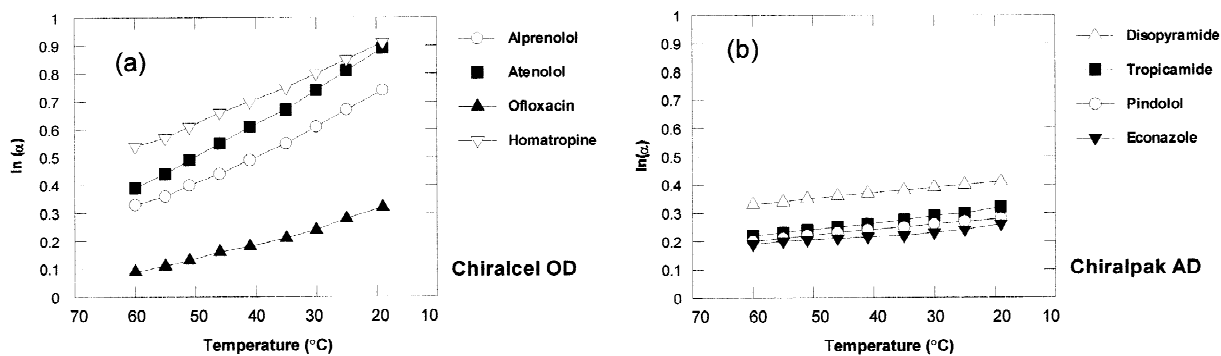 1
0.9
0.8
0.7
0.6
0.5
0.4
0.3
0.2
0.1
0
ln (α)
(a)
70 60 50 40 30 20 10
Temperature (°C)
Alprenolol
Atenolol
Ofloxacin
Homatropine
Chiralcel OD
1
0.9
0.8
0.7
0.6
0.5
0.4
0.3
0.2
0.1
0
ln(α)
(b)
70 60 50 40 30 20 10
Temperature (°C)
Disopyramide
Tropicamide
Pindolol
Econazole
Chiralpak AD